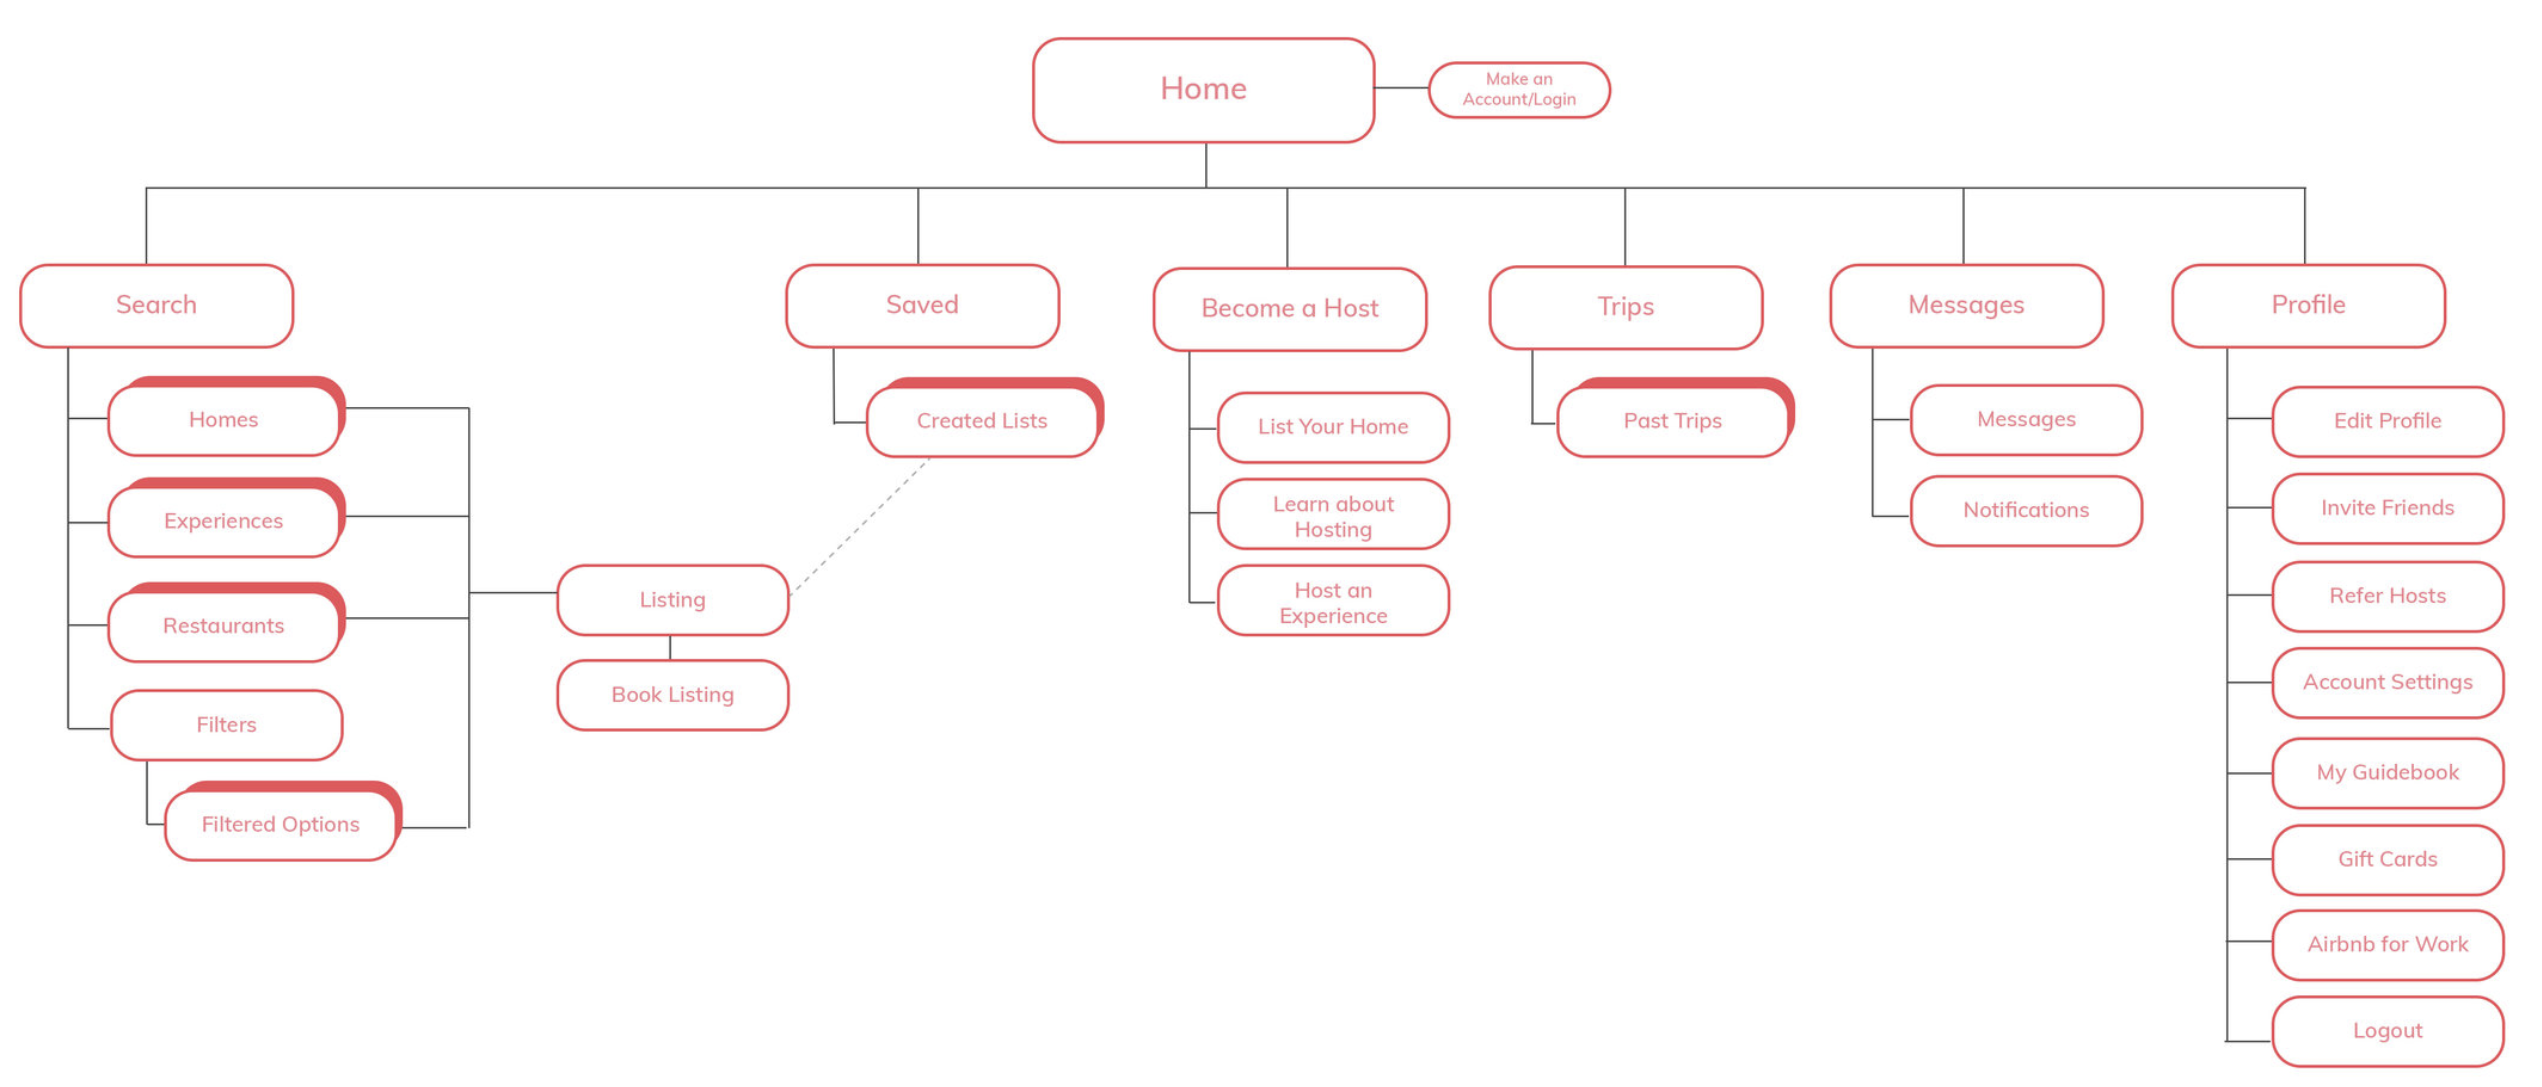 Home
Make an
Account/Login
Search
Saved
Become a Host
Trips
Messages
Profile
Homes
Experiences
Restaurants
Filters
Filtered Options
Listing
Book Listing
Created Lists
List Your Home
Learn about
Hosting
Host an
Experience
Past Trips
Messages
Notifications
Edit Profile
Invite Friends
Refer Hosts
Account Settings
My Guidebook
Gift Cards
Airbnb for Work
Logout